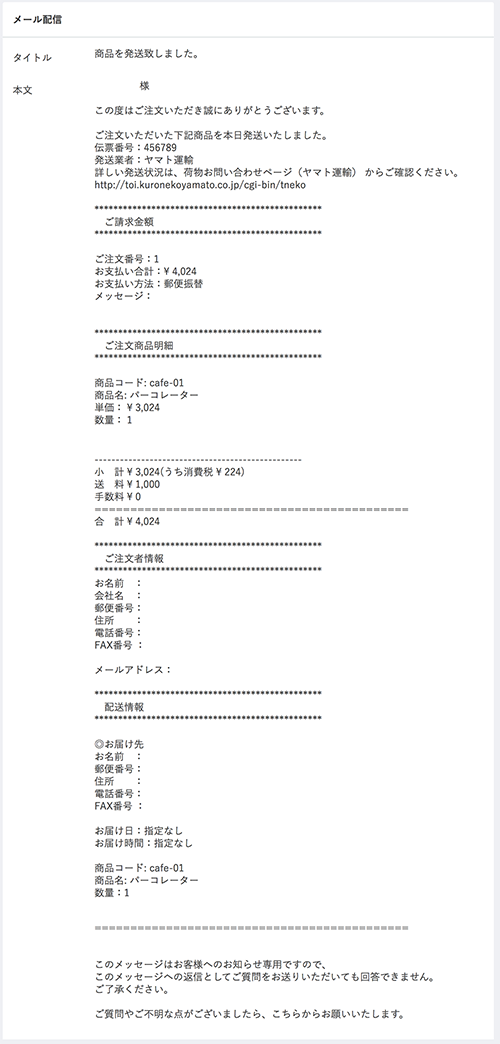 メール配信
タイトル
商品を発送致しました。
本文
様
この度はご注文いただき誠にありがとうございます。
ご注文いただいた下記商品を本日発送いたしました。
伝票番号：456789
発送業者：ヤマト運輸
詳しい発送状況は、荷物お問い合わせページ（ヤマト運輸） からご確認ください。
http://toi.kuronekoyamato.co.jp/cgi-bin/tneko
************************************************
ご請求金額
************************************************
ご注文番号：1
お支払い合計：¥ 4,024
お支払い方法：郵便振替
メッセージ：
************************************************
ご注文商品明細
************************************************
商品コード: cafe-01
商品名: パーコレーター
単価： ¥ 3,024
数量： 1
-------------------------------------------------
小　計 ¥ 3,024(うち消費税 ¥ 224)
送　料 ¥ 1,000
手数料 ¥ 0
============================================
合　計 ¥ 4,024
************************************************
ご注文者情報
************************************************
お名前　：
会社名　：
郵便番号：
住所　　：
電話番号：
FAX番号 ：
メールアドレス：
************************************************
配送情報
************************************************
◎お届け先
お名前　：
郵便番号：
住所　　：
電話番号：
FAX番号 ：
お届け日：指定なし
お届け時間：指定なし
商品コード: cafe-01
商品名: パーコレーター
数量：1
============================================
このメッセージはお客様へのお知らせ専用ですので、
このメッセージへの返信としてご質問をお送りいただいても回答できません。
ご了承ください。
ご質問やご不明な点がございましたら、こちらからお願いいたします。